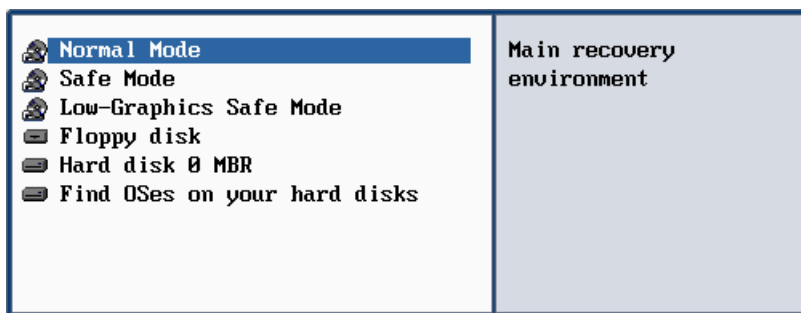 Normal Mode
Safe Mode
Low-Graphics Safe Mode
Floppy disk
Hard disk 0 MBR
Find OSes on your hard disks
Main recovery
environment